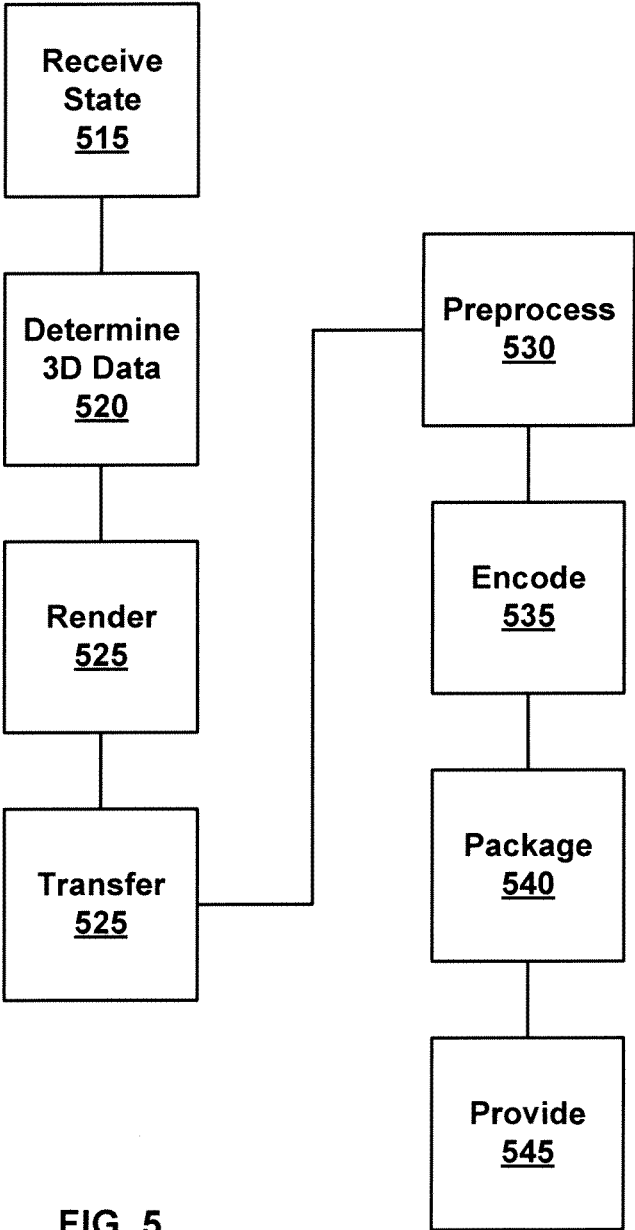 Receive
State
515
Determine
3D Data
520
Render
525
Transfer
525
Preprocess
530
Encode
535
Package
540
Provide
545
FIG. 5